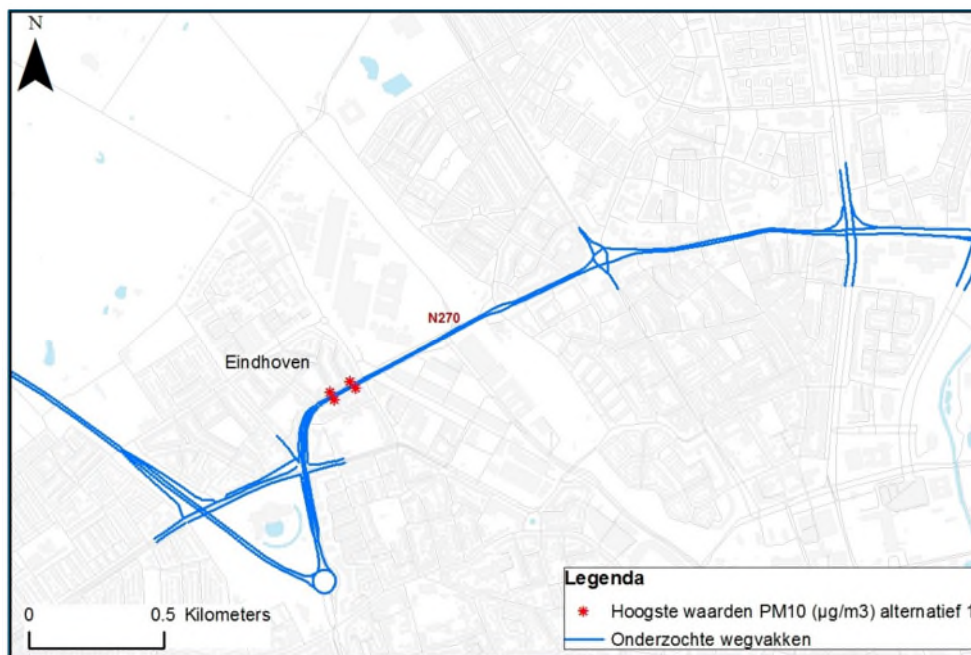 N
N270
Eindhoven
0 0.5 Kilometers
Legenda
Hoogste waarden PM10 (µg/m3) alternatief 1
Onderzochte wegvakken